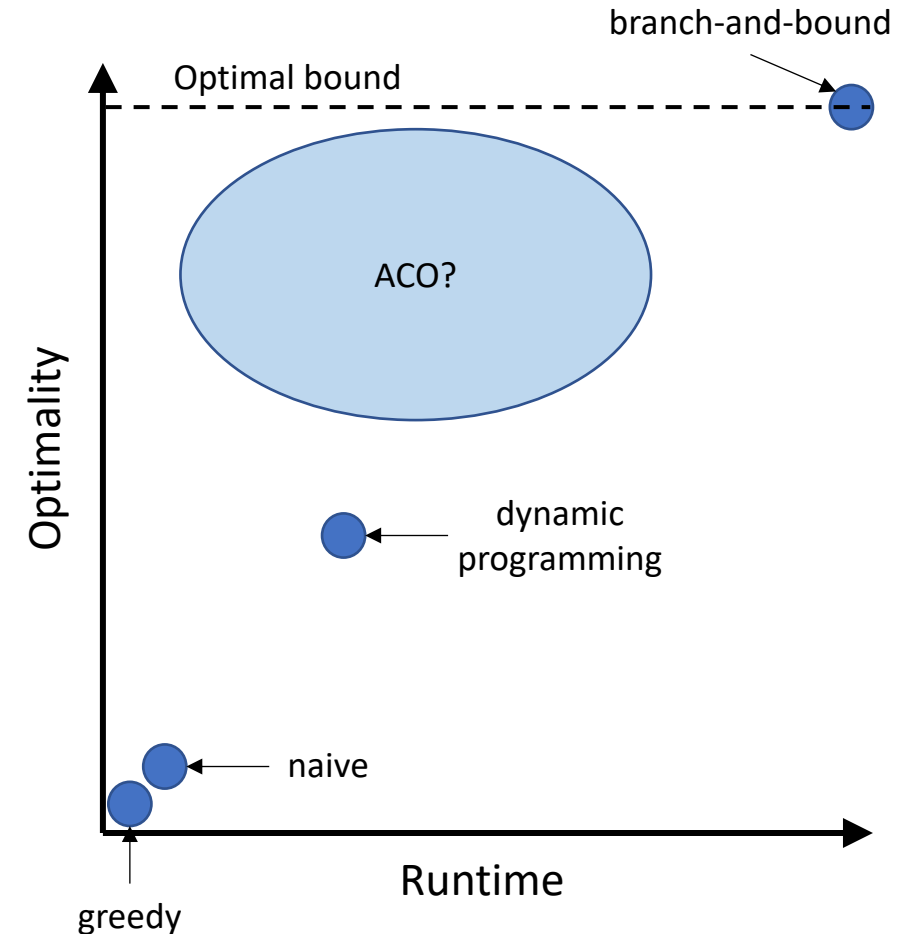 branch-and-bound
Optimal bound
ACO?
Optimality
dynamic
programming
naive
Runtime
greedy